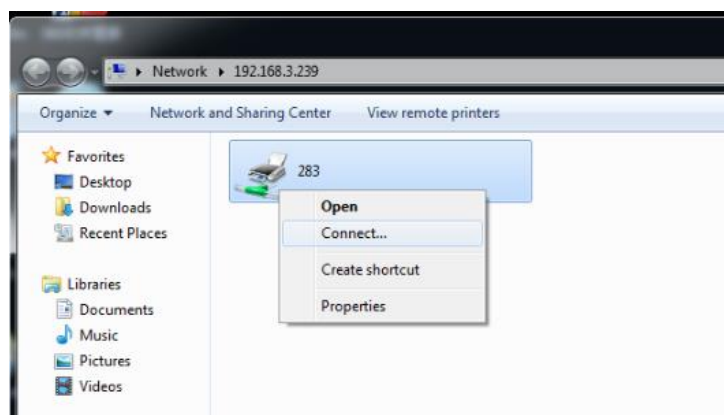 Network ▸ 192.168.3.239
Organize Network and Sharing Center View remote printers
Favorites
Desktop
Downloads
Recent Places
Libraries
Documents
Music
Pictures
Videos
283
Open
Connect...
Create shortcut
Properties